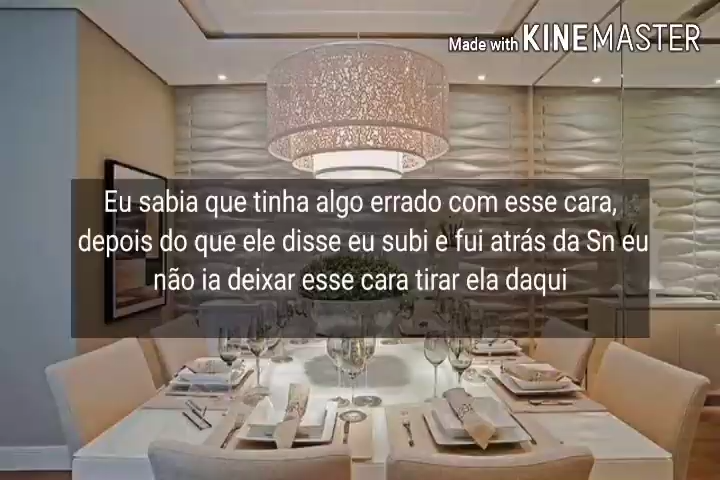 Made with KINEMASTER
Eu sabia que tinha algo errado com esse cara,
depois do que ele disse eu subi e fui atrás da Sn eu
não ia deixar esse cara tirar ela daqui